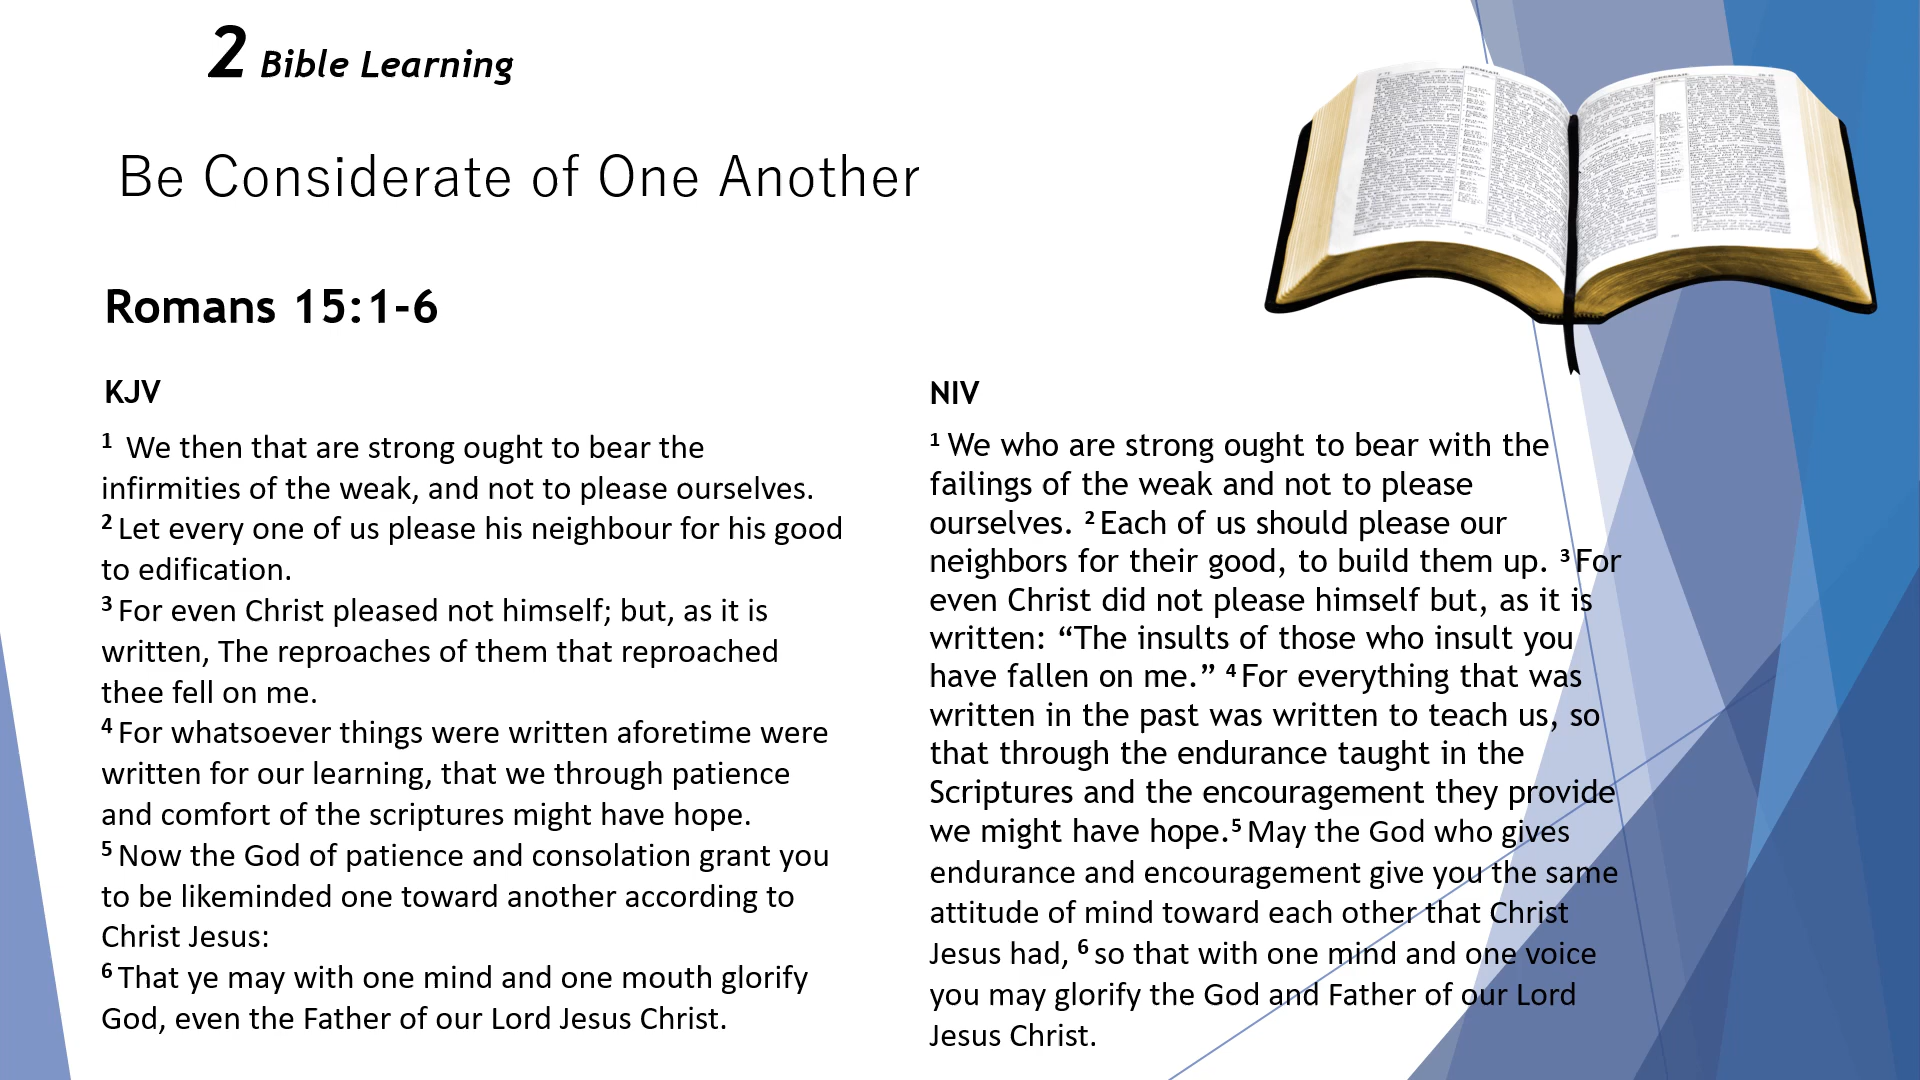 2 Bible Learning
Be Considerate of One Another
Romans 15:1-6
KJV
1 We then that are strong ought to bear the
infirmities of the weak, and not to please ourselves.
2 Let every one of us please his neighbour for his good
to edification.
3 For even Christ pleased not himself; but, as it is
written, The reproaches of them that reproached
thee fell on me.
4 For whatsoever things were written aforetime were
written for our learning, that we through patience
and comfort of the scriptures might have hope.
5 Now the God of patience and consolation grant you
to be likeminded one toward another according to
Christ Jesus:
6 That ye may with one mind and one mouth glorify
God, even the Father of our Lord Jesus Christ.
NIV
1 We who are strong ought to bear with the
failings of the weak and not to please
ourselves. 2 Each of us should please our
neighbors for their good, to build them up. 3 For
even Christ did not please himself but, as it is
written: “The insults of those who insult you
have fallen on me.” 4 For everything that was
written in the past was written to teach us, so
that through the endurance taught in the
Scriptures and the encouragement they provide
we might have hope.5 May the God who gives
endurance and encouragement give you the same
attitude of mind toward each other that Christ
Jesus had, 6 so that with one mind and one voice
you may glorify the God and Father of our Lord
Jesus Christ.
JEREMIAH
JEREMIAH